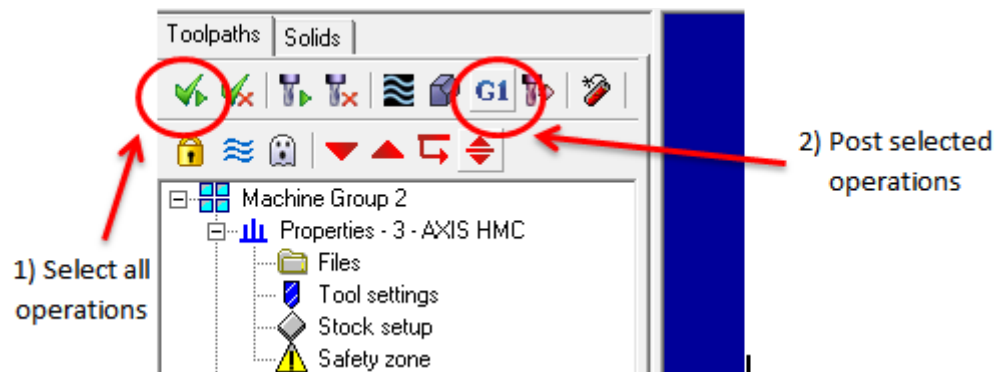 Toolpaths Solids
G1
2) Post selected
operations
Machine Group 2
Properties - 3 - AXIS HMC
Files
1) Select all
operations
Tool settings
Stock setup
Safety zone